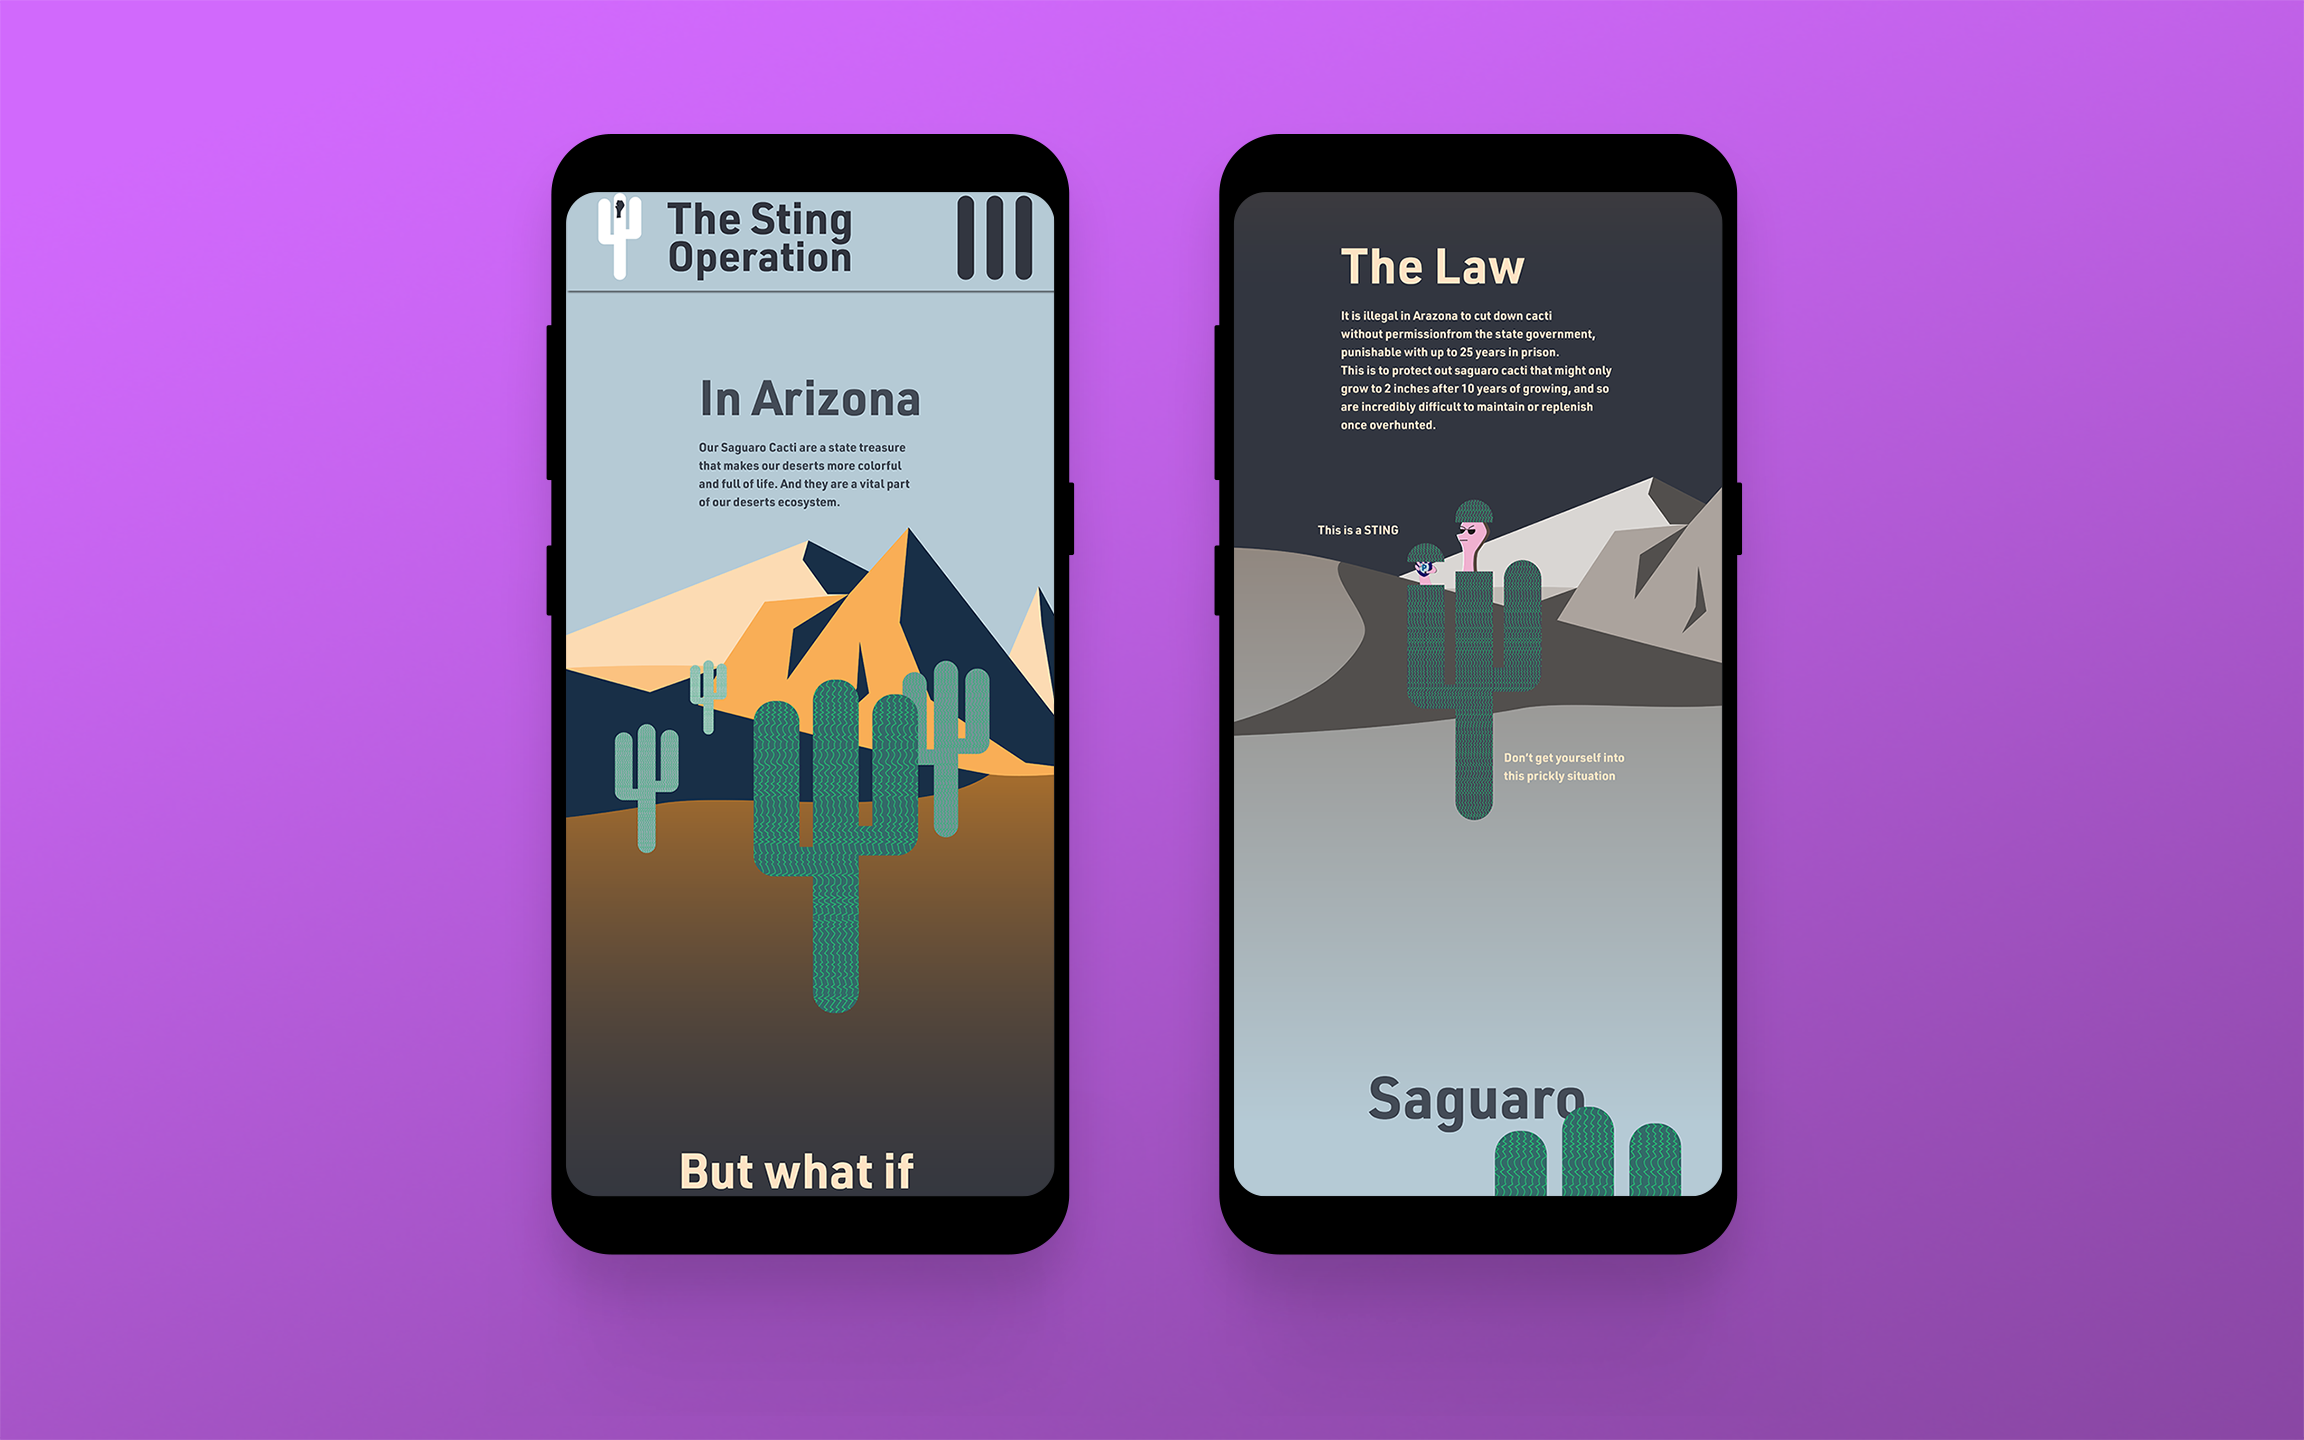 The Sting
Operation
In Arizona
Our Saguaro Cacti are a state treasure
that makes our deserts more colorful
and full of life. And they are a vital part
of our deserts ecosystem.
But what if
The Law
It is illegal in Arazona to cut down cacti
without permissionfrom the state government,
punishable with up to 25 years in prison.
This is to protect out saguaro cacti that might only
grow to 2 inches after 10 years of growing, and so
are incredibly difficult to maintain or replenish
once overhunted.
This is a STING
Don't get yourself into
this prickly situation
Saguaro